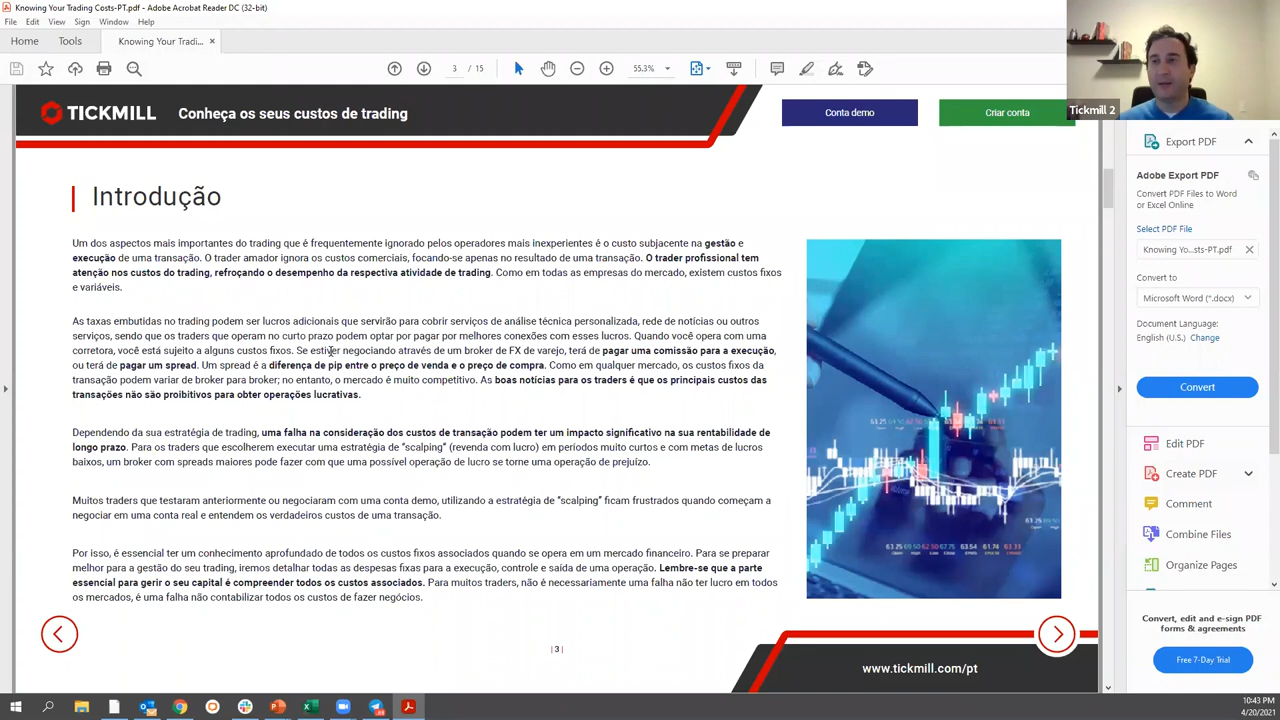 Knowing Your Trading Costs-PT.pdf - Adobe Acrobat Reader DC (32-bit)
File Edit View Sign Window Help
Home Tools Knowing Your Tradi... ×
3 / 15 55.3%
Tickmill 2
TICKMILL Conheça os seus custos de trading
Conta demo
Criar conta
Introdução
Um dos aspectos mais importantes do trading que é frequentemente ignorado pelos operadores mais inexperientes é o custo subjacente na gestão e
execução de uma transação. O trader amador ignora os custos comerciais, focando-se apenas no resultado de uma transação. O trader profissional tem
atenção nos custos do trading, refroçando o desempenho da respectiva atividade de trading. Como em todas as empresas do mercado, existem custos fixos
e variáveis.
As taxas embutidas no trading podem ser lucros adicionais que servirão para cobrir serviços de análise técnica personalizada, rede de notícias ou outros
serviços, sendo que os traders que operam no curto prazo podem optar por pagar por melhores conexões com esses lucros. Quando você opera com uma
corretora, você está sujeito a alguns custos fixos. Se estiver negociando através de um broker de FX de varejo, terá de pagar uma comissão para a execução,
ou terá de pagar um spread. Um spread é a diferença de pip entre o preço de venda e o preço de compra. Como em qualquer mercado, os custos fixos da
transação podem variar de broker para broker; no entanto, o mercado é muito competitivo. As boas notícias para os traders é que os principais custos das
transações não são proibitivos para obter operações lucrativas.
Dependendo da sua estratégia de trading, uma falha na consideração dos custos de transação podem ter um impacto significativo na sua rentabilidade de
longo prazo. Para os traders que escolherem executar uma estratégia de “scalping” (revenda com lucro) em períodos muito curtos e com metas de lucros
baixos, um broker com spreads maiores pode fazer com que uma possível operação de lucro se torne uma operação de prejuízo.
Muitos traders que testaram anteriormente ou negociaram com uma conta demo, utilizando a estratégia de “scalping” ficam frustrados quando começam a
negociar em uma conta real e entendem os verdadeiros custos de uma transação.
Por isso, é essencial ter um conhecimento aprofundado de todos os custos fixos associados quando se opera em um mercado financeiro. Para se preparar
melhor para a gestão do seu trading, iremos detalhar todas as despesas fixas para a execução, controle e saída de uma operação. Lembre-se que a parte
essencial para gerir o seu capital é compreender todos os custos associados. Para muitos traders, não é necessariamente uma falha não ter lucro em todos
os mercados, é uma falha não contabilizar todos os custos de fazer negócios.
63.25 69.50 62.50 67.75 63.54 61.74 63.33
| 3 |
www.tickmill.com/pt
Export PDF
Adobe Export PDF
Convert PDF Files to Word
or Excel Online
Select PDF File
Knowing Yo...sts-PT.pdf ×
Convert to
Microsoft Word (*.docx)
Document Language:
English (U.S.) Change
Convert
Edit PDF
Create PDF
Comment
Combine Files
Organize Pages
Convert, edit and e-sign PDF
forms & agreements
Free 7-Day Trial
10:43 PM
4/20/2021